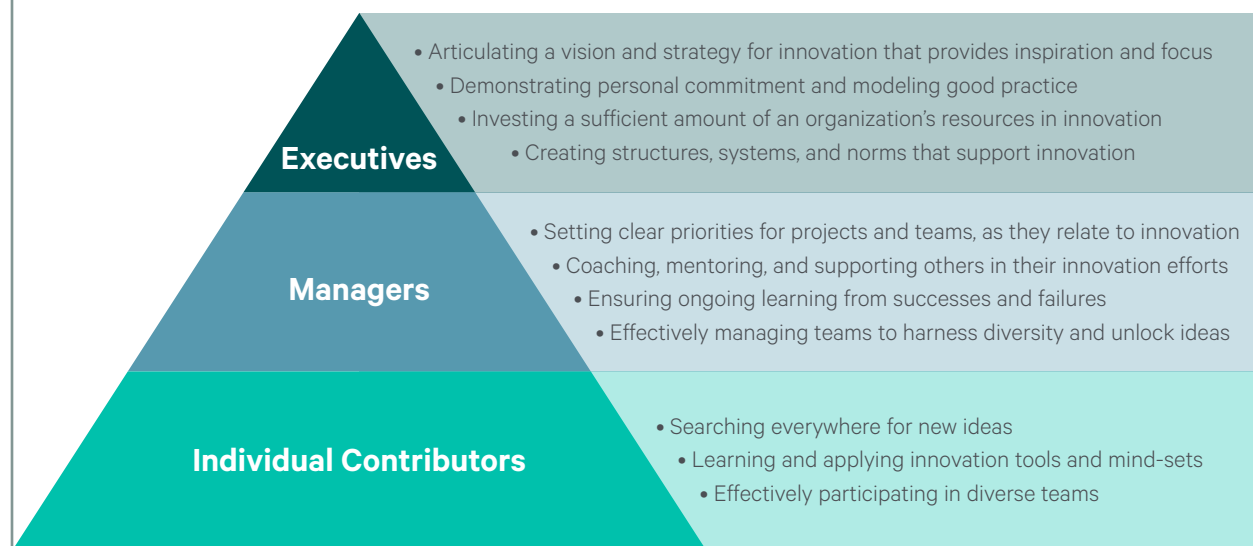 • Articulating a vision and strategy for innovation that provides inspiration and focus
• Demonstrating personal commitment and modeling good practice
• Investing a sufficient amount of an organization’s resources in innovation
• Creating structures, systems, and norms that support innovation
Executives
• Setting clear priorities for projects and teams, as they relate to innovation
• Coaching, mentoring, and supporting others in their innovation efforts
• Ensuring ongoing learning from successes and failures
• Effectively managing teams to harness diversity and unlock ideas
Managers
• Searching everywhere for new ideas
• Learning and applying innovation tools and mind-sets
• Effectively participating in diverse teams
Individual Contributors